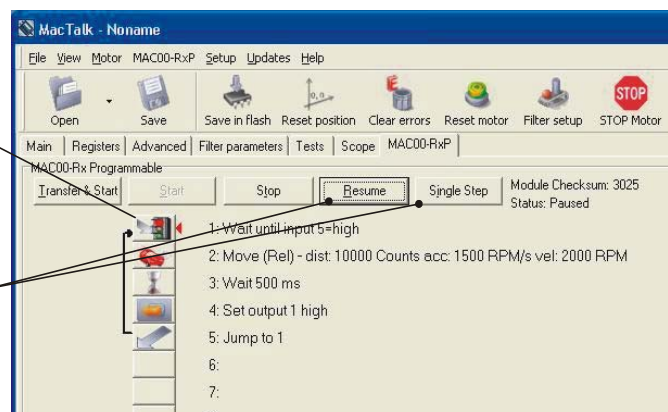 MacTalk - Noname
File View Motor MAC00-RxP Setup Updates Help
Open Save Save in flash Reset position Clear errors Reset motor Filter setup STOP Motor
STOP
Main Registers Advanced Filter parameters Tests Scope MAC00-RxP
MAC00-Rx Programmable
Transfer & Start Start Stop Resume Single Step Module Checksum: 3025
Status: Paused
1: Wait until input 5=high
2: Move (Rel) - dist: 10000 Counts acc: 1500 RPM/s vel: 2000 RPM
3: Wait 500 ms
4: Set output 1 high
5: Jump to 1
6:
7: